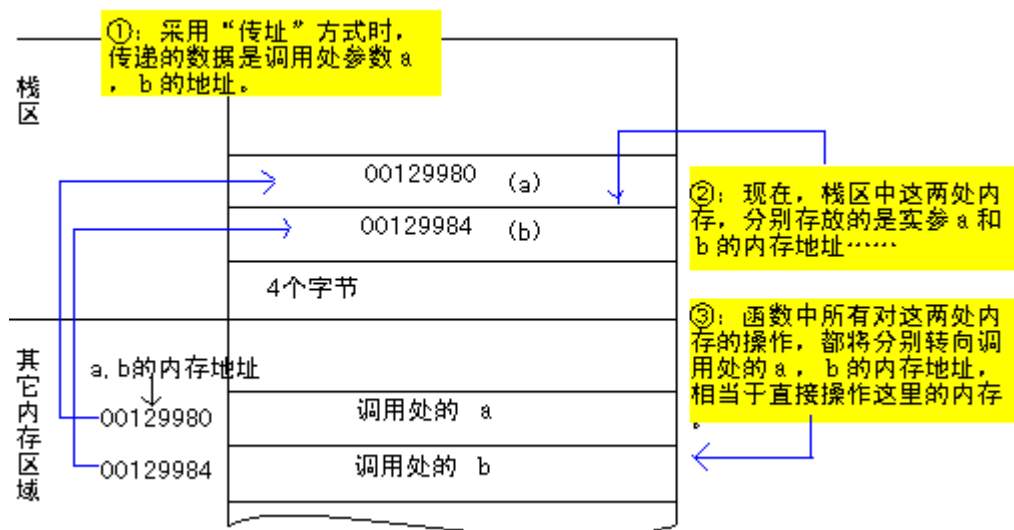 ①: 采用“传址”方式时,
传递的数据是调用处参数a
, b的地址。
栈区
00129980 (a)
00129984 (b)
4个字节
②: 现在, 栈区中这两处内
存, 分别存放的是实参a和
b的内存地址……
③: 函数中所有对这两处内
存的操作, 都将分别转向调
用处的a, b的内存地址,
相当于直接操作这里的内存
。
其它内存区域
a,b的内存地址
00129980 调用处的 a
00129984 调用处的 b